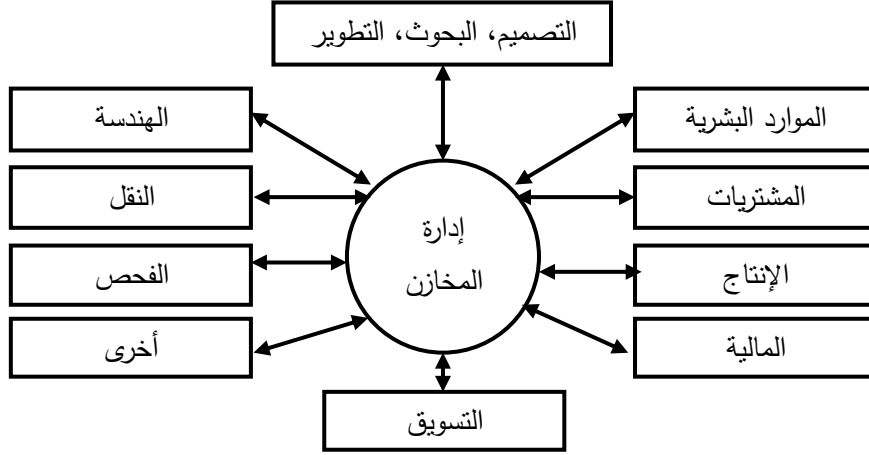 التصميم، البحوث، التطوير
الموارد البشرية
الهندسة
المشتريات
النقل
إدارة
المخازن
الإنتاج
الفحص
المالية
أخرى
التسويق